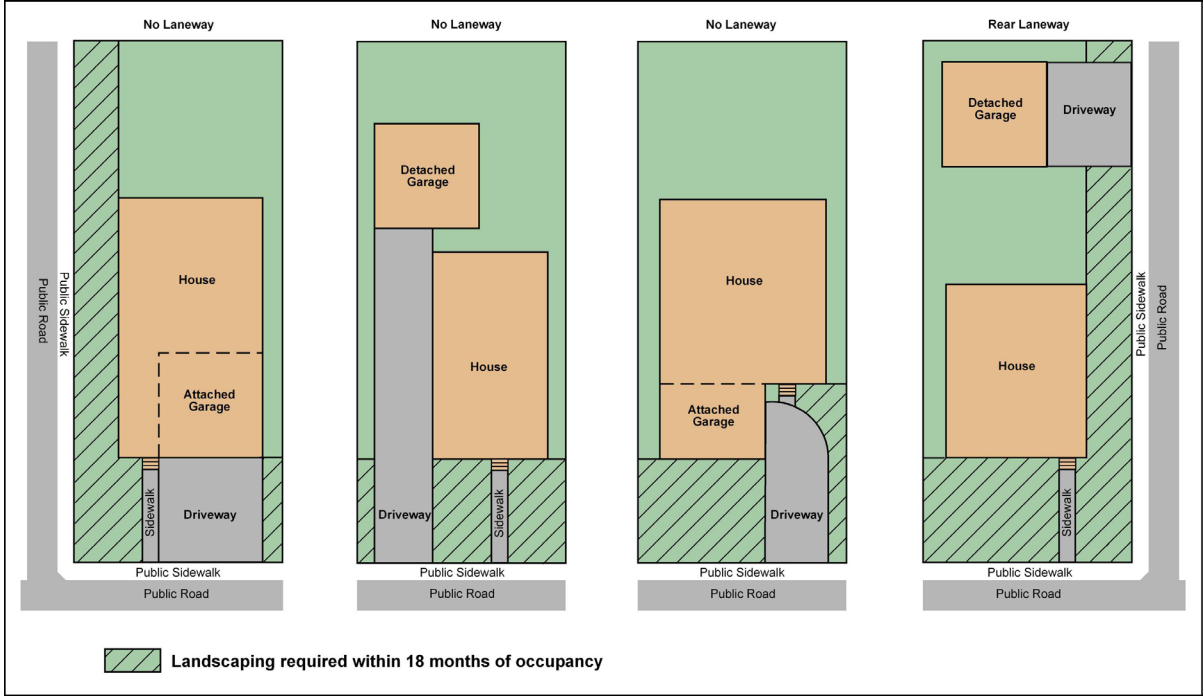 No Laneway
No Laneway
No Laneway
Rear Laneway
Public Road
Public Sidewalk
House
Attached
Garage
Sidewalk
Driveway
Public Sidewalk
Public Road
Detached
Garage
House
Driveway
Sidewalk
Public Sidewalk
Public Road
House
Attached
Garage
Driveway
Public Sidewalk
Public Road
Detached
Garage
Driveway
House
Sidewalk
Public Sidewalk
Public Road
Public Sidewalk
Public Road
Landscaping required within 18 months of occupancy